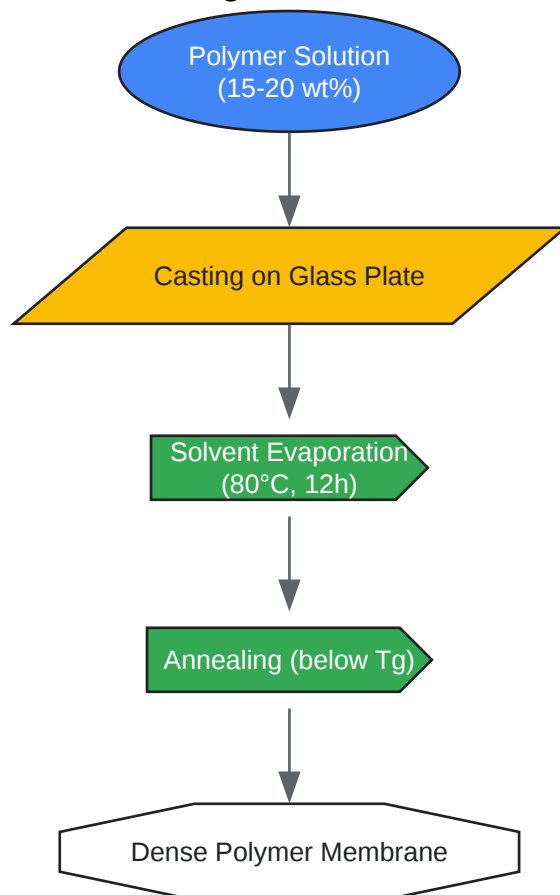 Polymer Solution
(15-20 wt%)
Casting on Glass Plate
Solvent Evaporation
(80°C, 12h)
Annealing (below Tg)
Dense Polymer Membrane